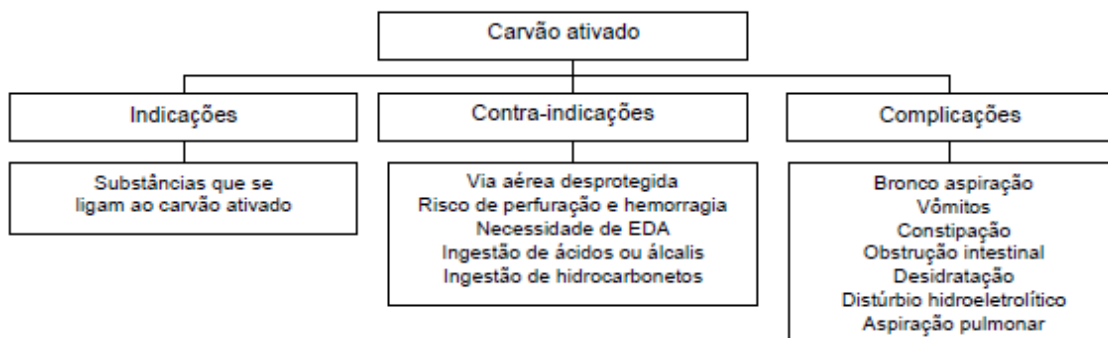 Carvão ativado
Indicações
Contra-indicações
Complicações
Substâncias que se
ligam ao carvão ativado
Via aérea desprotegida
Risco de perfuração e hemorragia
Necessidade de EDA
Ingestão de ácidos ou álcalis
Ingestão de hidrocarbonetos
Bronco aspiração
Vômitos
Constipação
Obstrução intestinal
Desidratação
Distúrbio hidroeletrolítico
Aspiração pulmonar